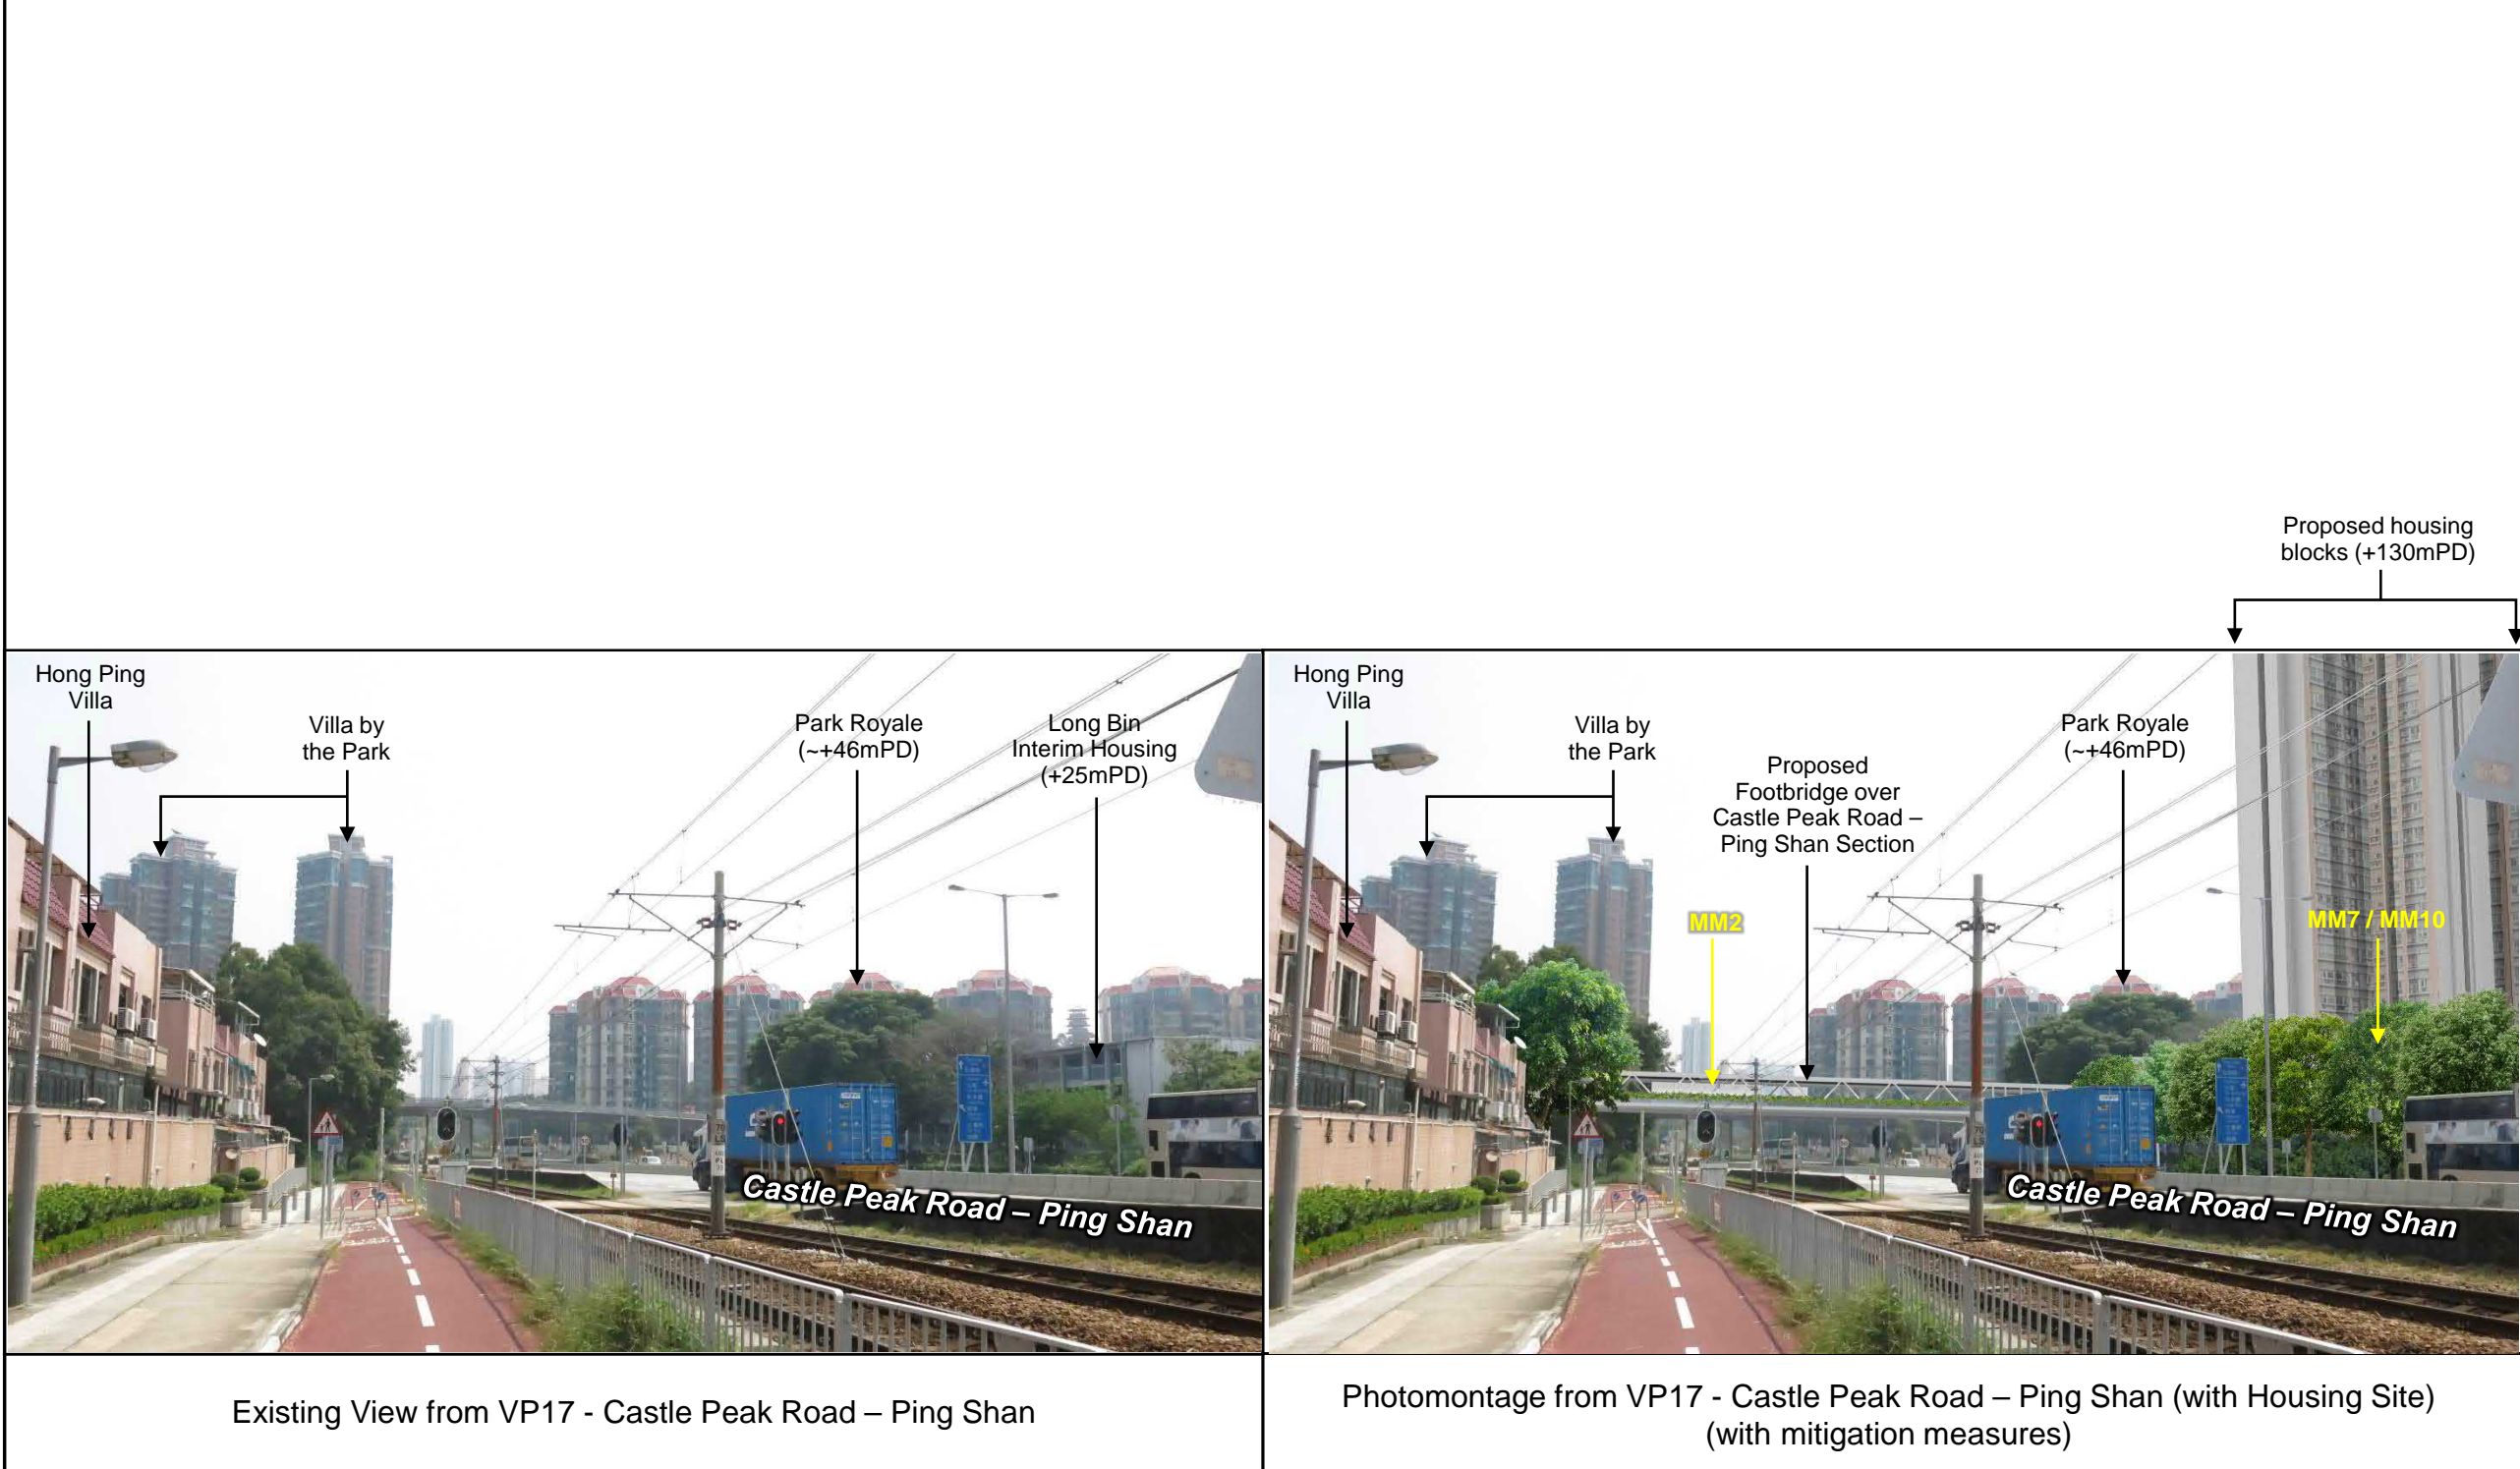 Proposed housing
blocks (+130mPD)
Hong Ping
Villa
Villa by
the Park
Park Royale
(~+46mPD)
Long Bin
Interim Housing
(+25mPD)
Castle Peak Road – Ping Shan
Existing View from VP17 - Castle Peak Road – Ping Shan
Hong Ping
Villa
Villa by
the Park
Proposed
Footbridge over
Castle Peak Road –
Ping Shan Section
Park Royale
(~+46mPD)
MM2
MM7 / MM10
Castle Peak Road – Ping Shan
Photomontage from VP17 - Castle Peak Road – Ping Shan (with Housing Site)
(with mitigation measures)